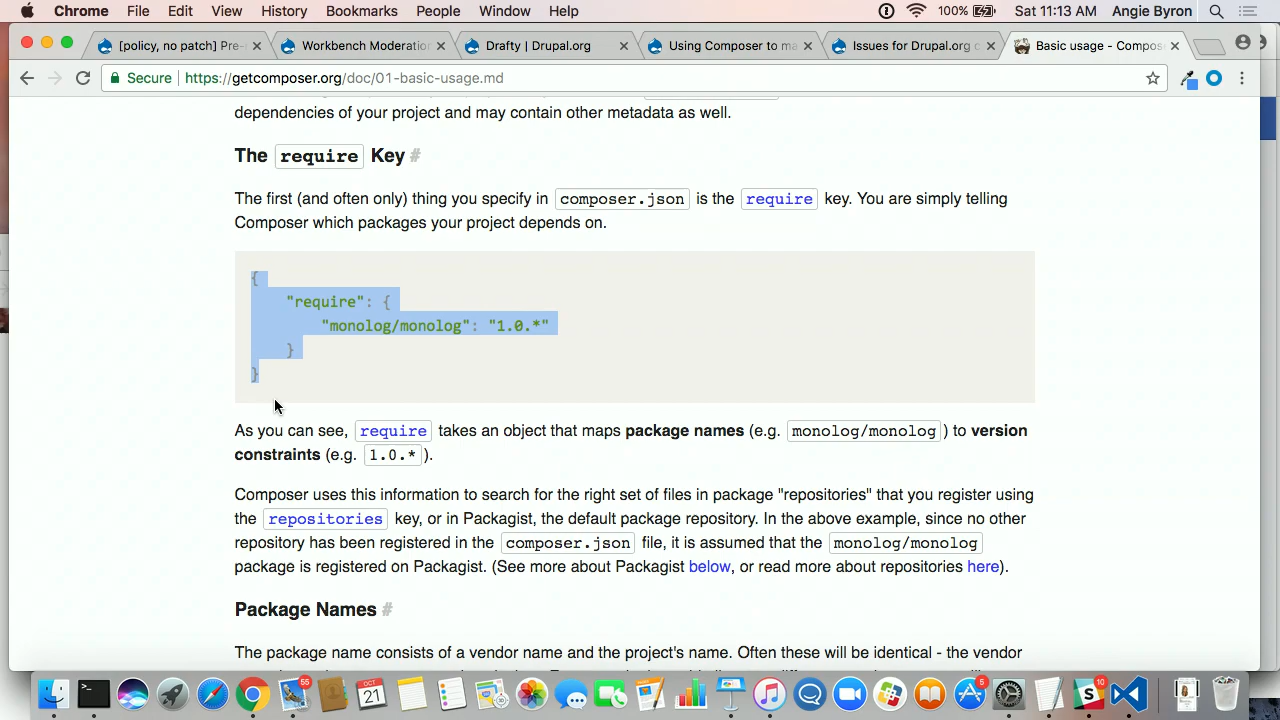 Chrome File Edit View History Bookmarks People Window Help 100% Sat 11:13 AM Angie Byron
[policy, no patch] Pre- Workbench Moderation Drafty | Drupal.org Using Composer to ma Issues for Drupal.org c Basic usage - Compos
Secure https://getcomposer.org/doc/01-basic-usage.md
dependencies of your project and may contain other metadata as well.
The require Key #
The first (and often only) thing you specify in composer.json is the require key. You are simply telling
Composer which packages your project depends on.
{
"require": {
"monolog/monolog": "1.0.*"
}
}
As you can see, require takes an object that maps package names (e.g. monolog/monolog ) to version
constraints (e.g. 1.0.* ).
Composer uses this information to search for the right set of files in package "repositories" that you register using
the repositories key, or in Packagist, the default package repository. In the above example, since no other
repository has been registered in the composer.json file, it is assumed that the monolog/monolog
package is registered on Packagist. (See more about Packagist below, or read more about repositories here).
Package Names #
The package name consists of a vendor name and the project's name. Often these will be identical - the vendor
55 OCT 21 5 10